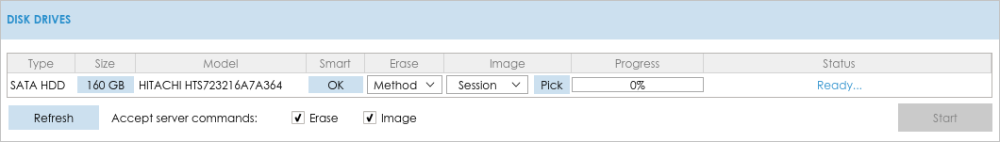 DISK DRIVES
Type Size Model Smart Erase Image Progress Status
SATA HDD 160 GB HITACHI HTS723216A7A364 OK Method Session Pick 0% Ready...
Refresh Accept server commands: Erase Image Start